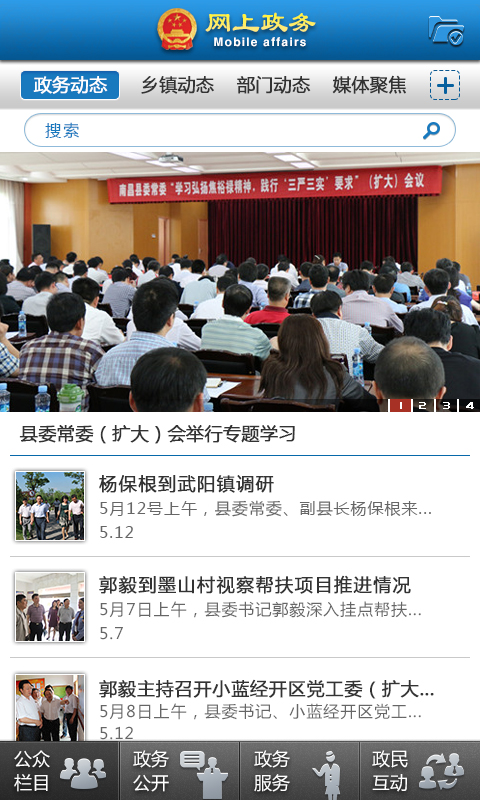 网上政务
Mobile affairs
政务动态 乡镇动态 部门动态 媒体聚焦
搜索
南昌县委常委“学习弘扬焦裕禄精神，践行‘三严三实’要求”（扩大）会议
1 2 3 4
县委常委（扩大）会举行专题学习
杨保根到武阳镇调研
5月12号上午，县委常委、副县长杨保根来...
5.12
郭毅到墨山村视察帮扶项目推进情况
5月7日上午，县委书记郭毅深入挂点帮扶...
5.7
郭毅主持召开小蓝经开区党工委（扩大...
5月8日上午，县委书记、小蓝经开区党工...
5.12
公众
栏目
政务
公开
政务
服务
政民
互动